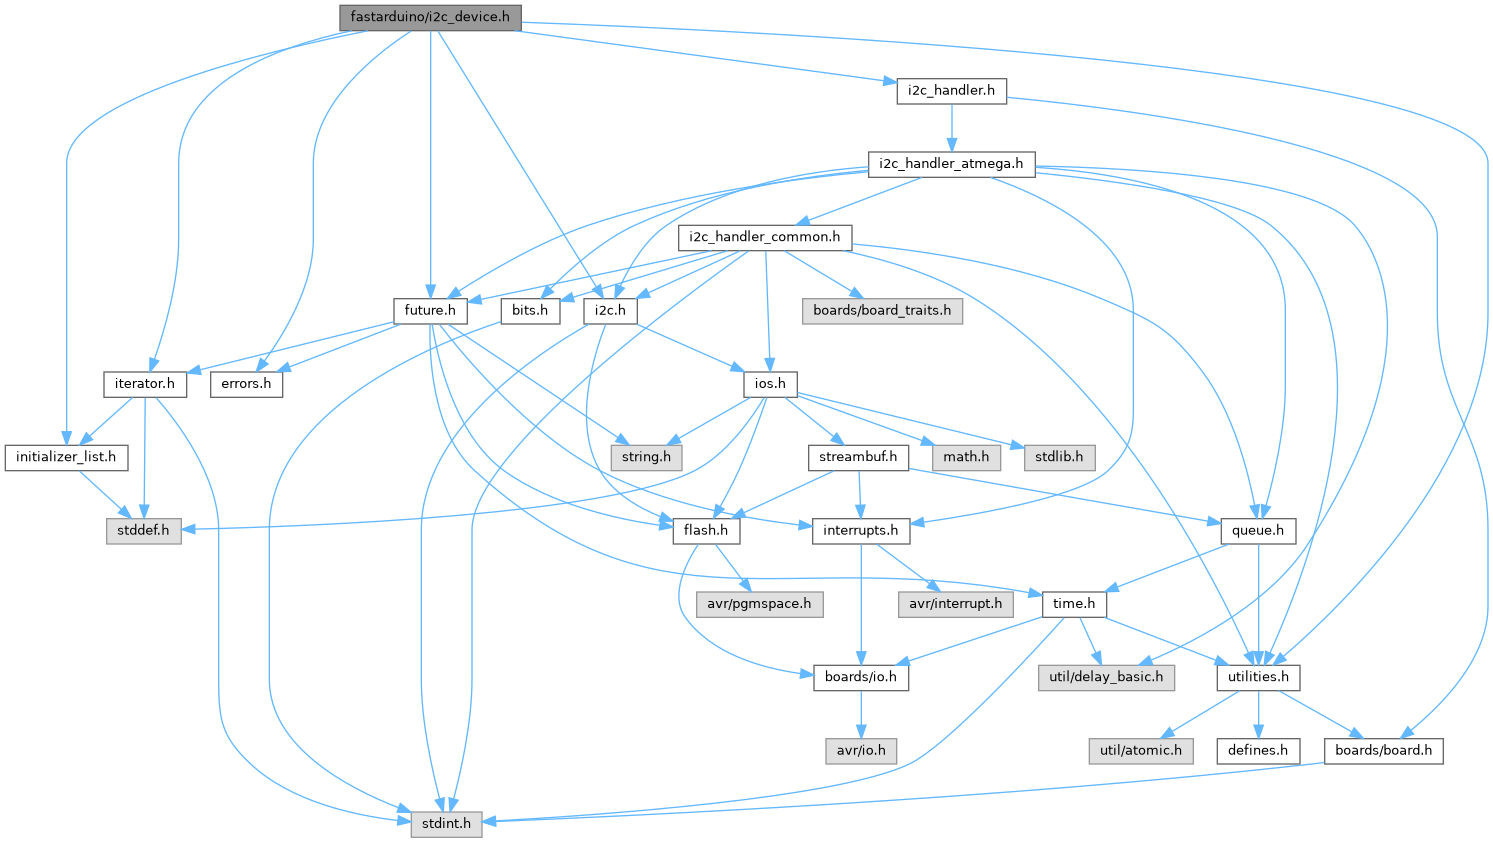 fastarduino/i2c_device.h
i2c_handler.h
i2c_handler_atmega.h
i2c_handler_common.h
future.h
bits.h
i2c.h
boards/board_traits.h
iterator.h
errors.h
ios.h
initializer_list.h
string.h
streambuf.h
math.h
stdlib.h
stddef.h
flash.h
interrupts.h
queue.h
avr/pgmspace.h
avr/interrupt.h
time.h
boards/io.h
util/delay_basic.h
utilities.h
avr/io.h
util/atomic.h
defines.h
boards/board.h
stdint.h